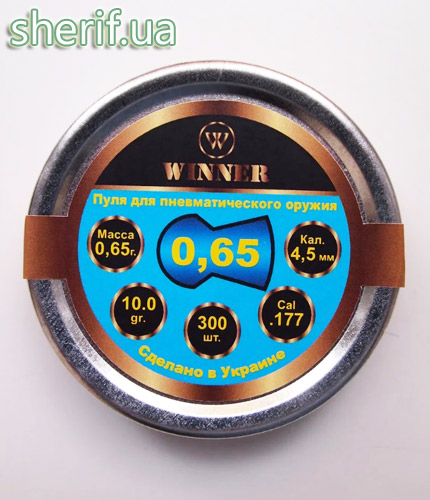 sherif.ua
W
WINNER
Пуля для пневматического оружия
Масса
0,65г.
0,65
Кал.
4,5 мм
10.0
gr.
300
шт.
Cal
.177
Сделано в Украине